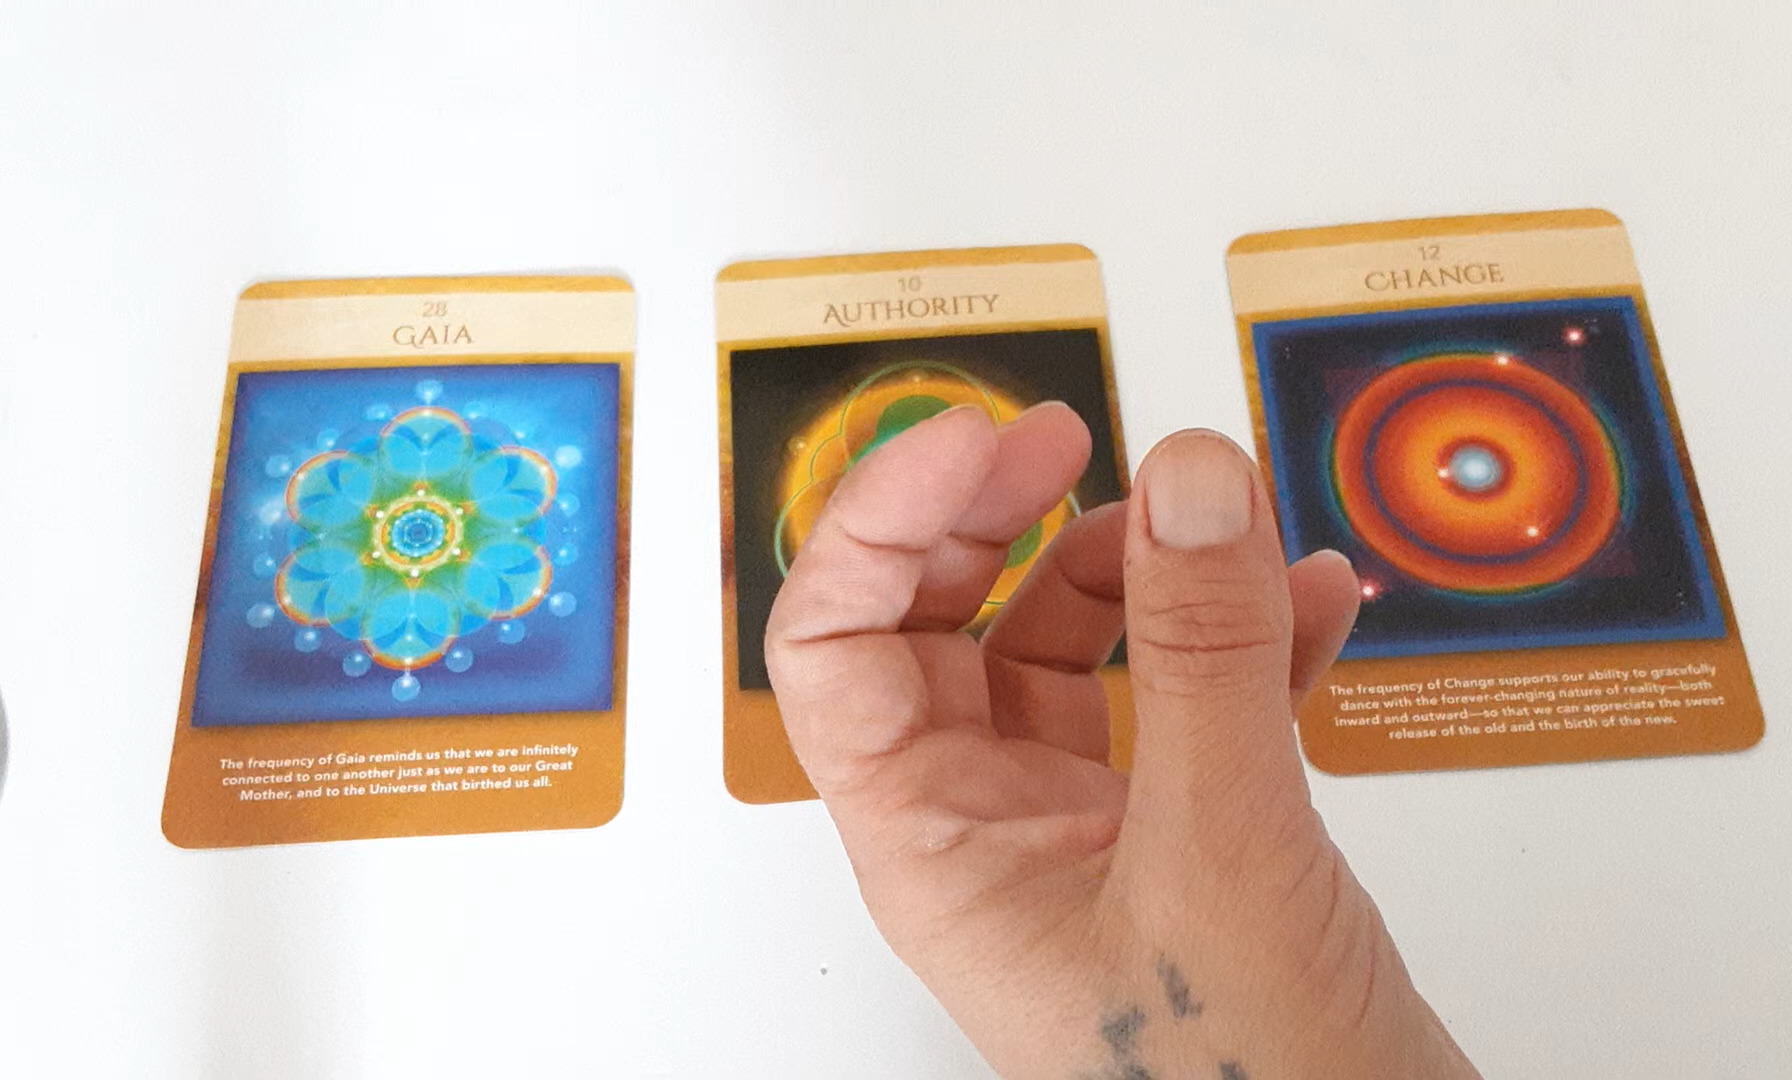 28
GAIA
The frequency of Gaia reminds us that we are infinitely
connected to one another just as we are to our Great
Mother, and to the Universe that birthed us all.
10
AUTHORITY
12
CHANGE
The frequency of Change supports our ability to gracefully
dance with the forever-changing nature of reality—both
inward and outward—so that we can appreciate the sweet
release of the old and the birth of the new.